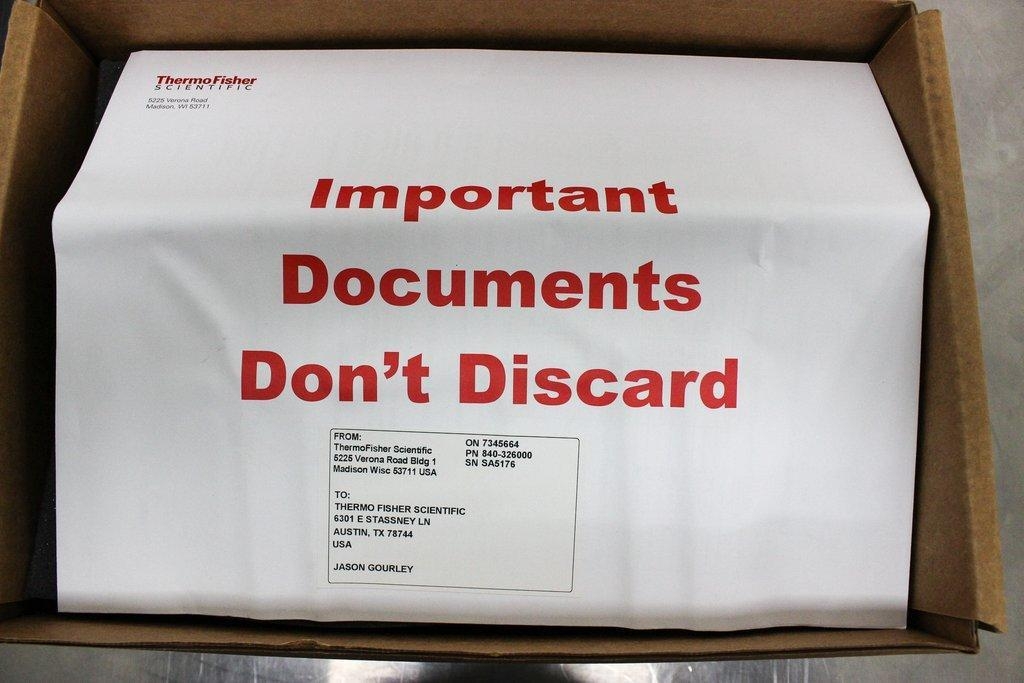 ThermoFisher
SCIENTIFIC
5225 Verona Road
Madison, WI 53711
Important
Documents
Don't Discard
FROM:
ThermoFisher Scientific
5225 Verona Road Bldg 1
Madison Wisc 53711 USA
ON 7345664
PN 840-326000
SN SA5176
TO:
THERMO FISHER SCIENTIFIC
6301 E STASSNEY LN
AUSTIN, TX 78744
USA
JASON GOURLEY